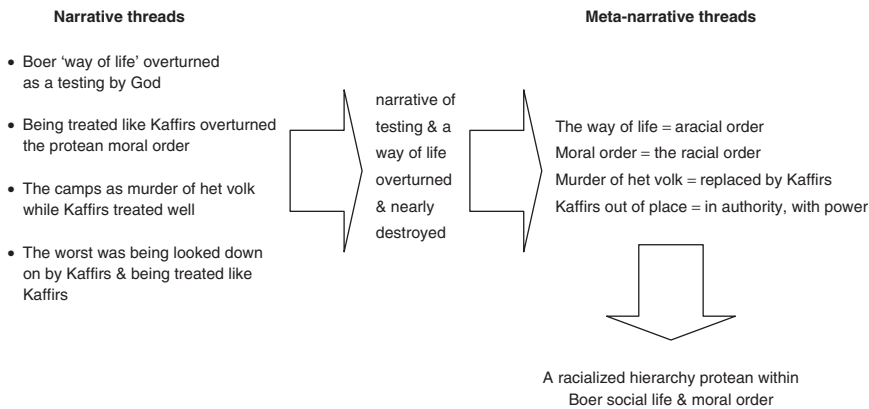 Narrative threads
• Boer ‘way of life’ overturned
as a testing by God
• Being treated like Kaffirs overturned
the protean moral order
• The camps as murder of het volk
while Kaffirs treated well
• The worst was being looked down
on by Kaffirs & being treated like
Kaffirs
narrative of
testing & a
way of life
overturned
& nearly
destroyed
Meta-narrative threads
The way of life = aracial order
Moral order = the racial order
Murder of het volk = replaced by Kaffirs
Kaffirs out of place = in authority, with power
A racialized hierarchy protean within
Boer social life & moral order